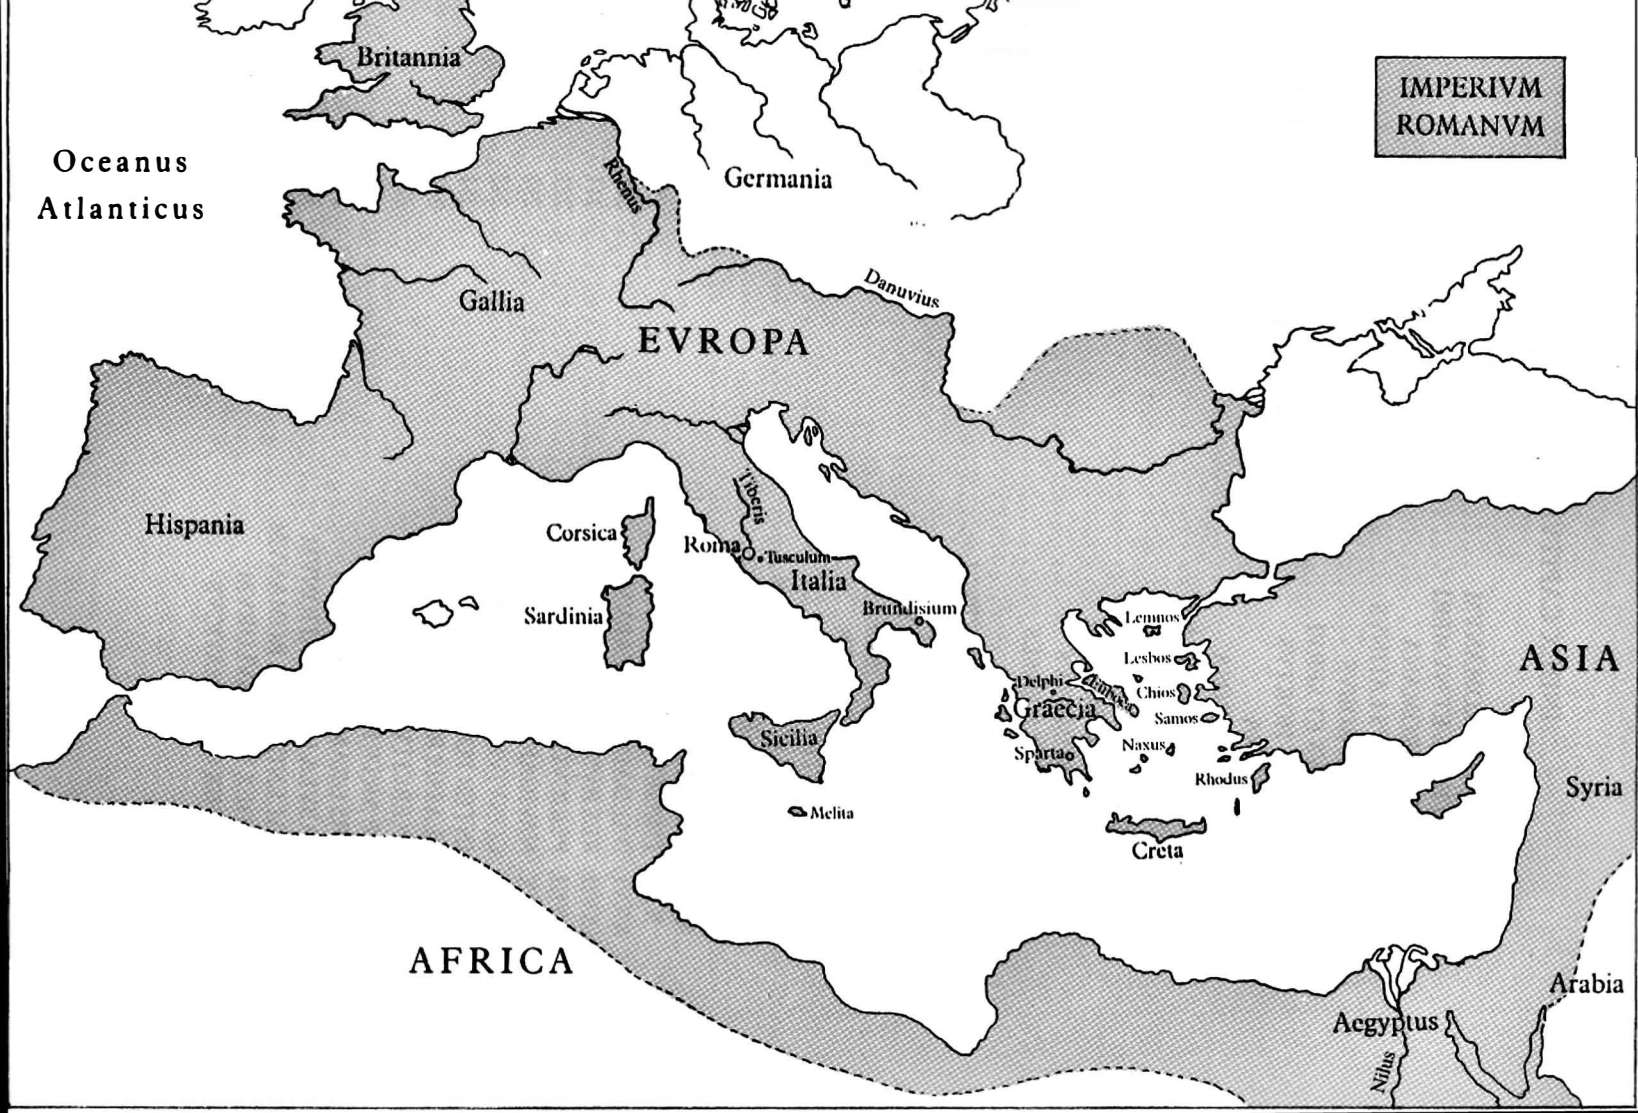 Britannia
IMPERIVM
ROMANVM
Oceanus
Atlanticus
Rhenus
Germania
Danuvius
Gallia
EVROPA
Hispania
Tiberis
Corsica
Roma
Tusculum
Italia
Sardinia
Brundisium
Lemnos
Lesbos
ASIA
Delphi
Euboea
Chios
Graecia
Samos
Sicilia
Sparta
Naxus
Rhodus
Syria
Melita
Creta
AFRICA
Arabia
Aegyptus
Nilus